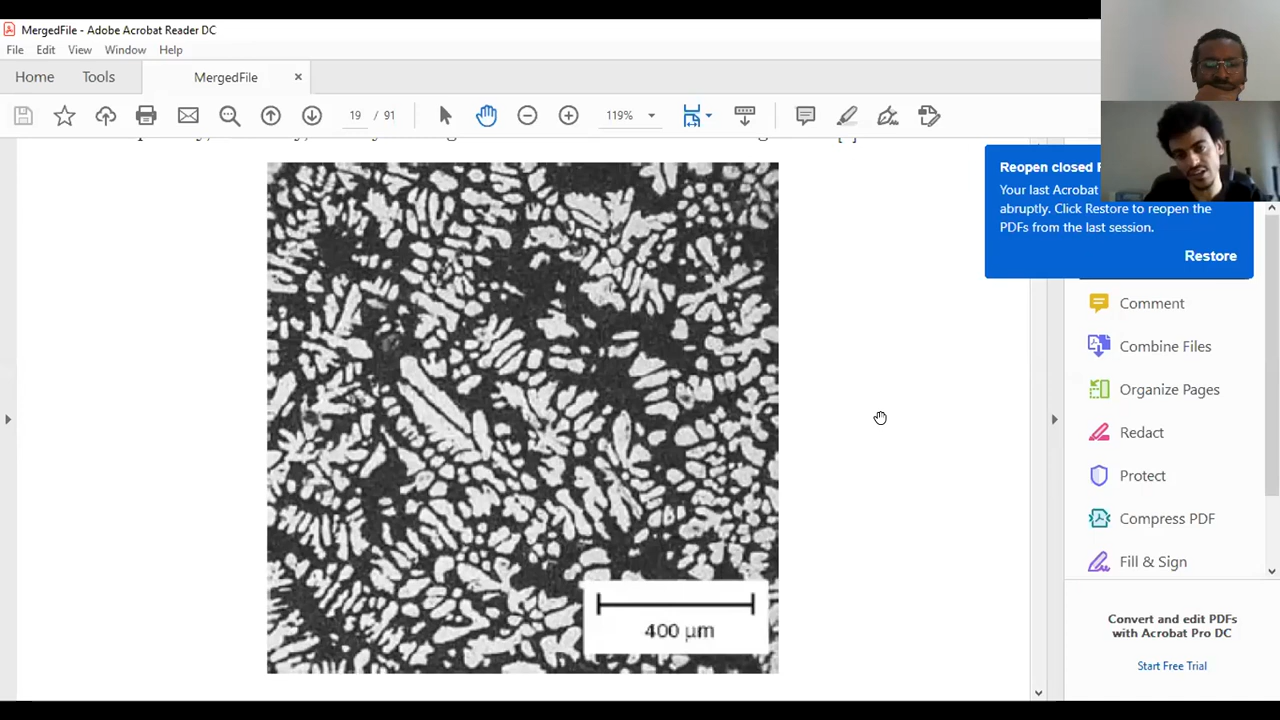 MergedFile - Adobe Acrobat Reader DC
File Edit View Window Help
Home Tools MergedFile ×
19 / 91 119%
Reopen closed
Your last Acrobat
abruptly. Click Restore to reopen the
PDFs from the last session.
Restore
Comment
Combine Files
Organize Pages
Redact
Protect
Compress PDF
Fill & Sign
400 µm
Convert and edit PDFs
with Acrobat Pro DC
Start Free Trial